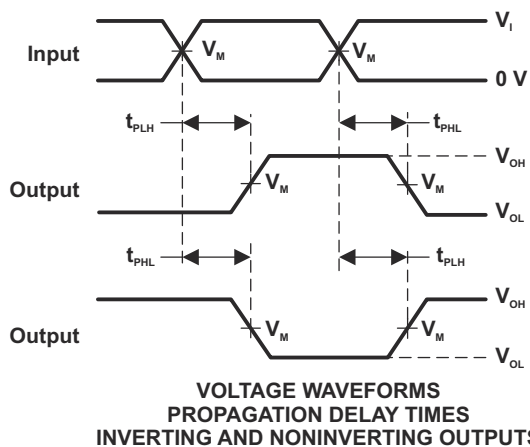 V_I
Input
V_M
V_M
0 V
t_PLH
t_PHL
V_OH
Output
V_M
V_M
V_OL
t_PHL
t_PLH
V_OH
Output
V_M
V_M
V_OL
VOLTAGE WAVEFORMS
PROPAGATION DELAY TIMES
INVERTING AND NONINVERTING OUTPUTS